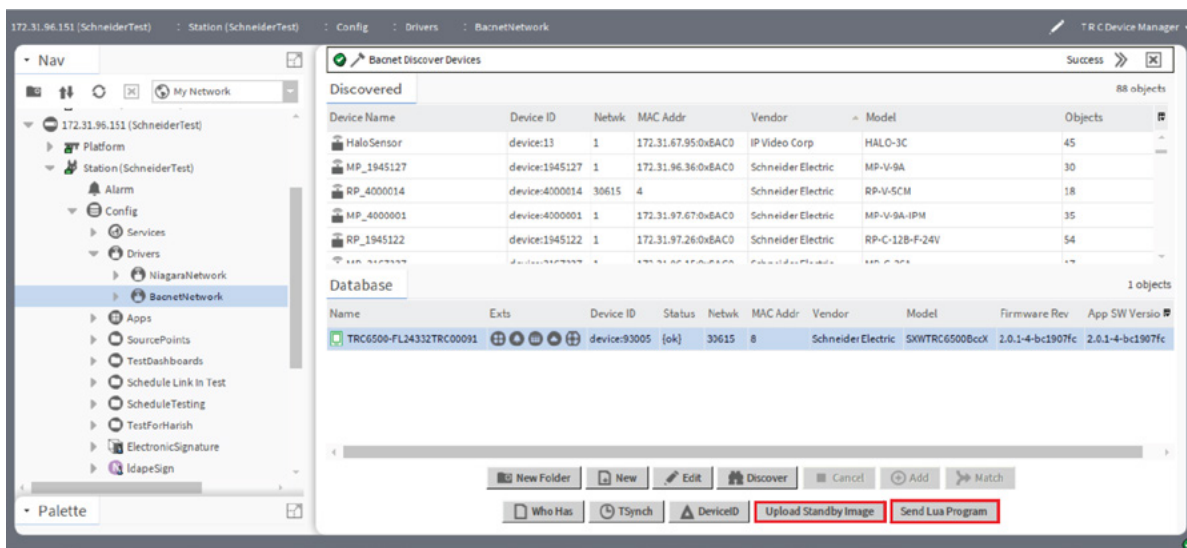 172.31.96.151 (SchneiderTest) : Station (SchneiderTest) : Config : Drivers : BacnetNetwork T R C Device Manager
Nav
My Network
172.31.96.151 (SchneiderTest)
Platform
Station (SchneiderTest)
Alarm
Config
Services
Drivers
NiagaraNetwork
BacnetNetwork
Apps
SourcePoints
TestDashboards
Schedule Link In Test
ScheduleTesting
TestForHarish
ElectronicSignature
ldapeSign
Palette
Bacnet Discover Devices Success
Discovered 88 objects
Device Name Device ID Netwk MAC Addr Vendor Model Objects
HaloSensor device:13 1 172.31.67.95:0xBAC0 IP Video Corp HALO-3C 45
MP_1945127 device:1945127 1 172.31.96.36:0xBAC0 Schneider Electric MP-V-9A 30
RP_4000014 device:4000014 30615 4 Schneider Electric RP-V-5CM 18
MP_4000001 device:4000001 1 172.31.97.67:0xBAC0 Schneider Electric MP-V-9A-IPM 35
RP_1945122 device:1945122 1 172.31.97.26:0xBAC0 Schneider Electric RP-C-12B-F-24V 54
Database 1 objects
Name Exts Device ID Status Netwk MAC Addr Vendor Model Firmware Rev App SW Versio
TRC6500-FL24332TRC00091 device:93005 {ok} 30615 8 Schneider Electric SXWTRC6500BccX 2.0.1-4-bc1907fc 2.0.1-4-bc1907fc
New Folder New Edit Discover Cancel Add Match
Who Has TSynch DeviceID Upload Standby Image Send Lua Program